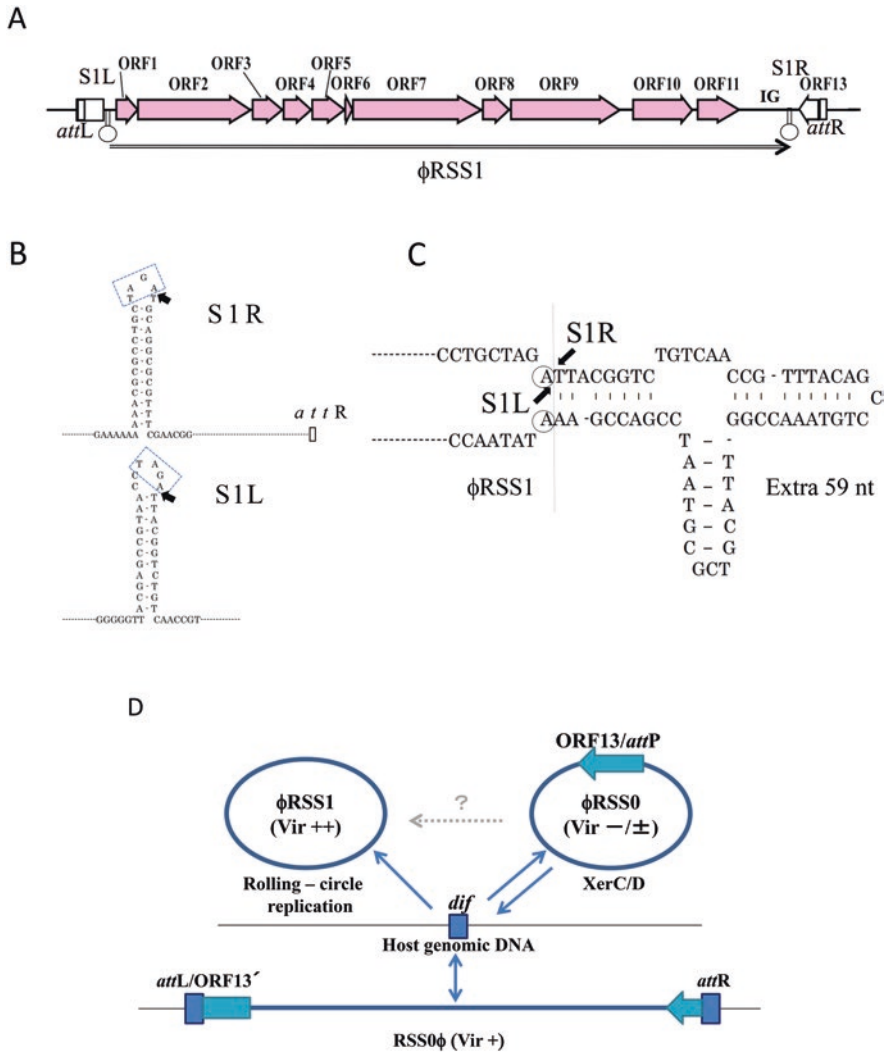 A
S1L
ORF1
ORF2
ORF3
ORF4
ORF5
ORF6
ORF7
ORF8
ORF9
ORF10
ORF11
IG
S1R
ORF13
attL
attR
ϕRSS1
B
G
A A
T T
C-G
G-C
T-A
C-G
C-G
G-C
C-G
G-C
C-G
A-T
A-T
A-T
S1R
attR
GAAAAAA CGAACGG
T A
C G
C A
A-T
A-T
T-A
G-C
C-G
C-G
G-T
A-C
G-T
C-G
A-T
S1L
GGGGGTT CAACCGT
C
S1R
CCTGCTAG
TGTCAA
ATTACGGTC
CCG-TTTACAG
S1L
AAA-GCCAGCC
GGCCAAATGTC
CCAATAT
T -
A – T
A – T
T – A
G – C
C – G
GCT
ϕRSS1
Extra 59 nt
D
ORF13/attP
ϕRSS1
(Vir ++)
?
ϕRSS0
(Vir −/±)
Rolling – circle
replication
XerC/D
dif
Host genomic DNA
attL/ORF13´
attR
RSS0ϕ (Vir +)